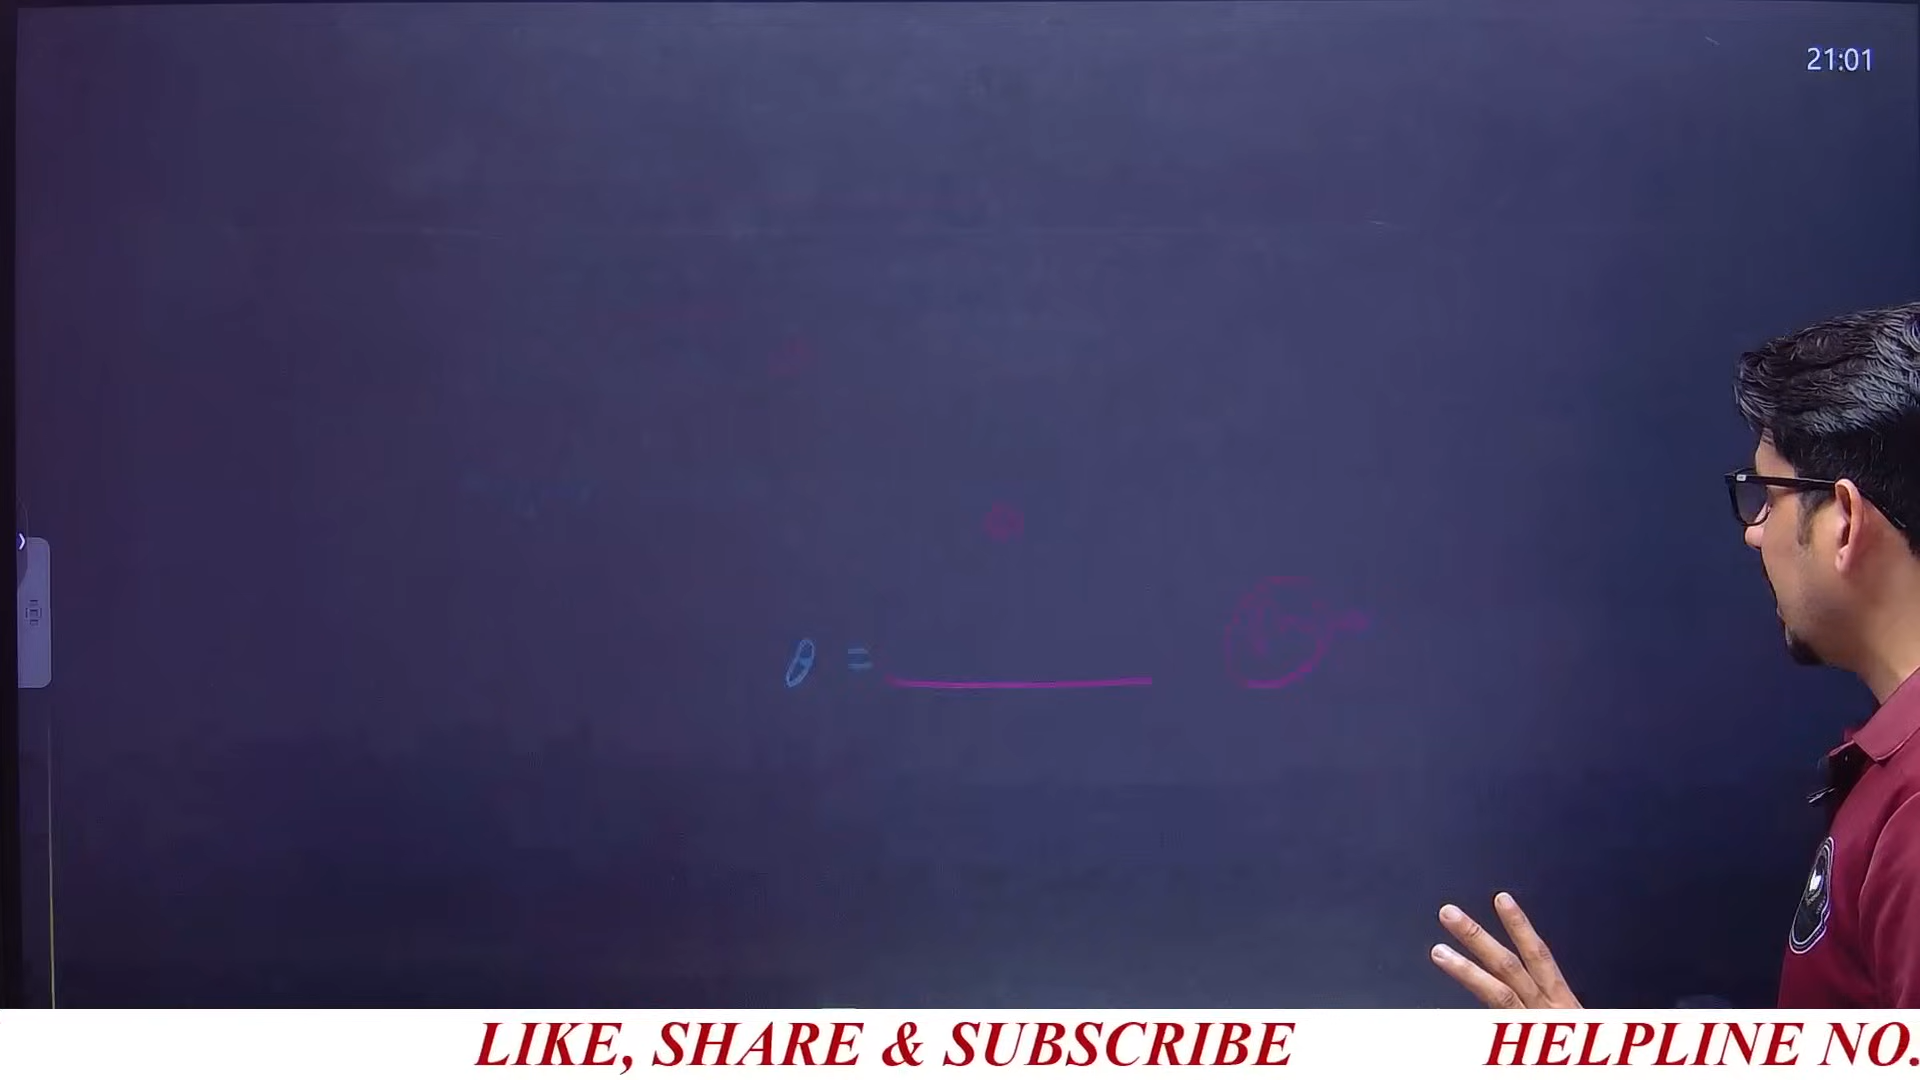 21:01
θ =
LIKE, SHARE & SUBSCRIBE HELPLINE NO.